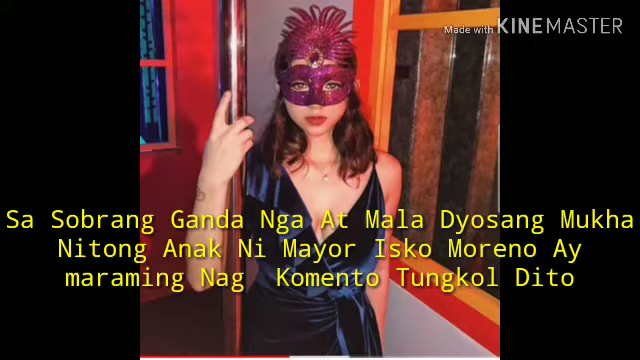 Made with KINEMASTER
Sa Sobrang Ganda Nga At Mala Dyosang Mukha
Nitong Anak Ni Mayor Isko Moreno Ay
maraming Nag  Komento Tungkol Dito